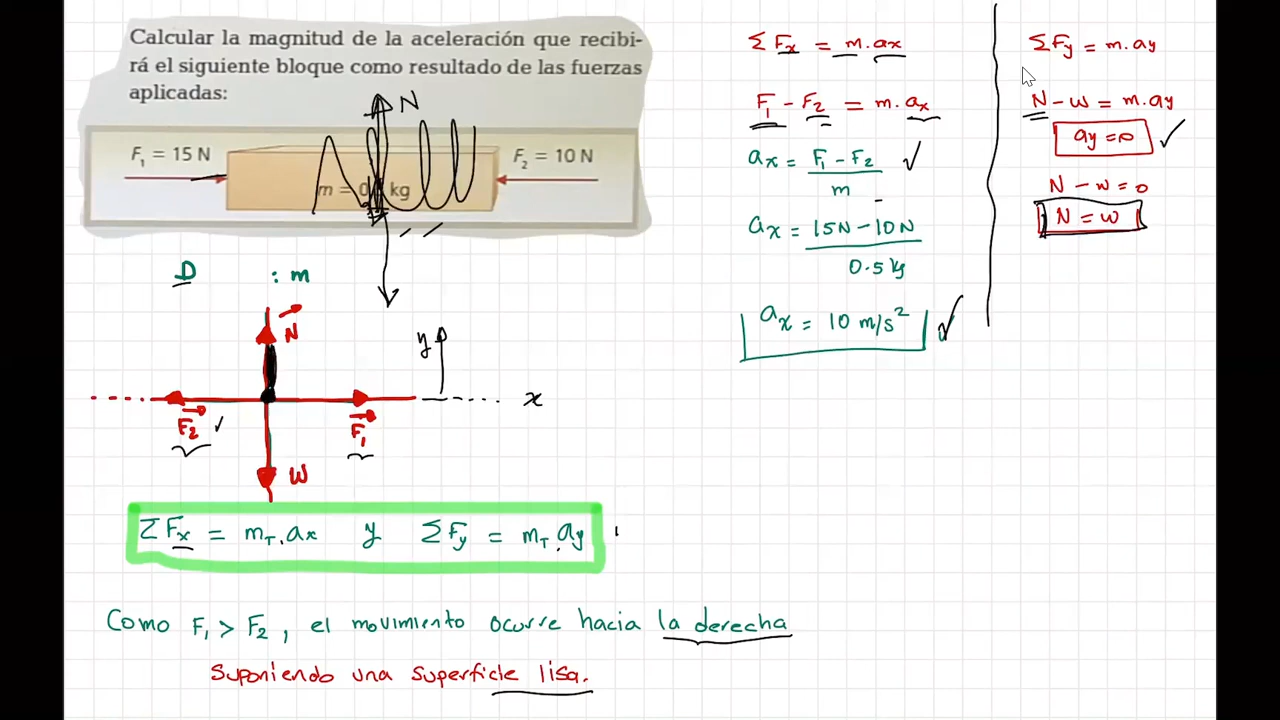 Calcular la magnitud de la aceleración que recibi-
rá el siguiente bloque como resultado de las fuerzas
aplicadas:
N
F₁ = 15 N
F₂ = 10 N
m = 0 kg
D : m
N
y
x
F₂
F₁
W
ΣFx = mT.ax y ΣFy = mT.ay
Como F₁ > F₂, el movimiento ocurre hacia la derecha
Suponiendo una superficie lisa.
ΣFx = m.ax
F₁ - F₂ = m.ax
ax = F₁ - F₂
m
ax = 15N - 10N
0.5 kg
ax = 10 m/s²
ΣFy = m.ay
N - w = m.ay
ay = 0
N - w = 0
N = w